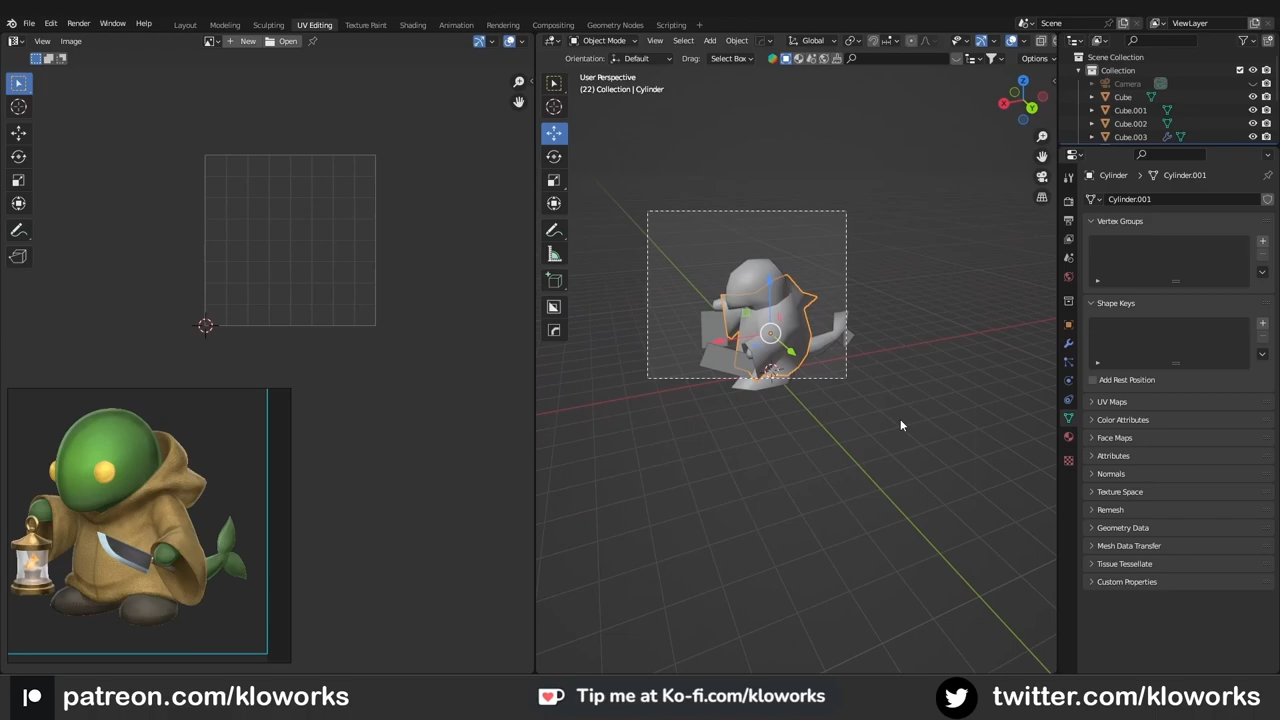 File Edit Render Window Help Layout Modeling Sculpting UV Editing Texture Paint Shading Animation Rendering Compositing Geometry Nodes Scripting + Scene ViewLayer
View Image New Open
Object Mode View Select Add Object Global
Orientation: Default Drag: Select Box Options
User Perspective
(22) Collection | Cylinder
X
Y
Z
Scene Collection
Collection
Camera
Cube
Cube.001
Cube.002
Cube.003
Cylinder > Cylinder.001
Cylinder.001
Vertex Groups
Shape Keys
Add Rest Position
UV Maps
Color Attributes
Face Maps
Attributes
Normals
Texture Space
Remesh
Geometry Data
Mesh Data Transfer
Tissue Tessellate
Custom Properties
patreon.com/kloworks Tip me at Ko-fi.com/kloworks twitter.com/kloworks